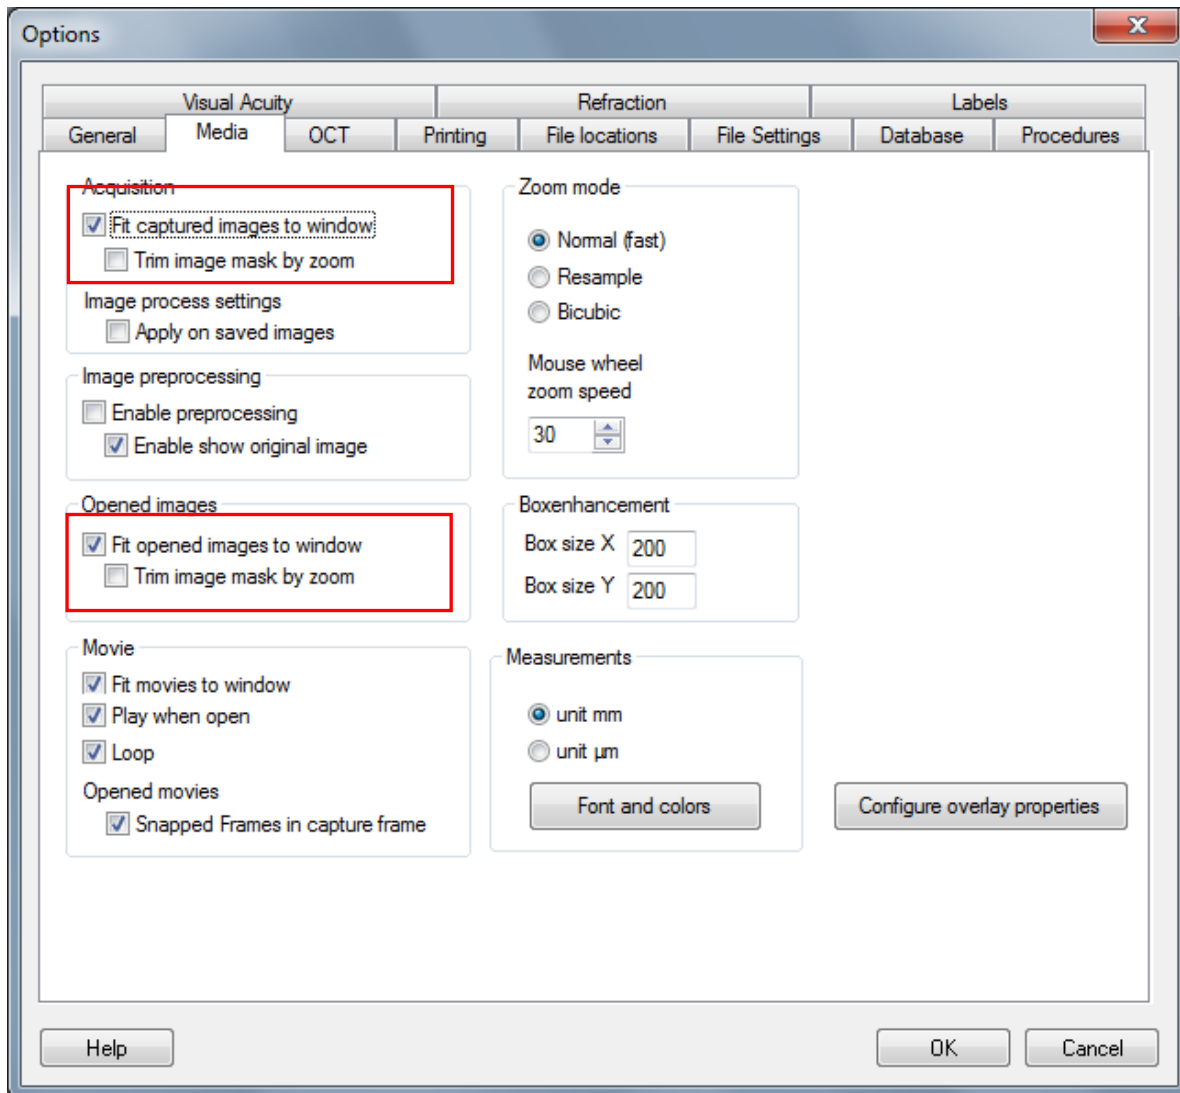 Options
Visual Acuity
Refraction
Labels
General
Media
OCT
Printing
File locations
File Settings
Database
Procedures
Acquisition
Fit captured images to window
Trim image mask by zoom
Image process settings
Apply on saved images
Image preprocessing
Enable preprocessing
Enable show original image
Opened images
Fit opened images to window
Trim image mask by zoom
Movie
Fit movies to window
Play when open
Loop
Opened movies
Snapped Frames in capture frame
Zoom mode
Normal (fast)
Resample
Bicubic
Mouse wheel
zoom speed
30
Boxenhancement
Box size X 200
Box size Y 200
Measurements
unit mm
unit µm
Font and colors
Configure overlay properties
Help
OK
Cancel